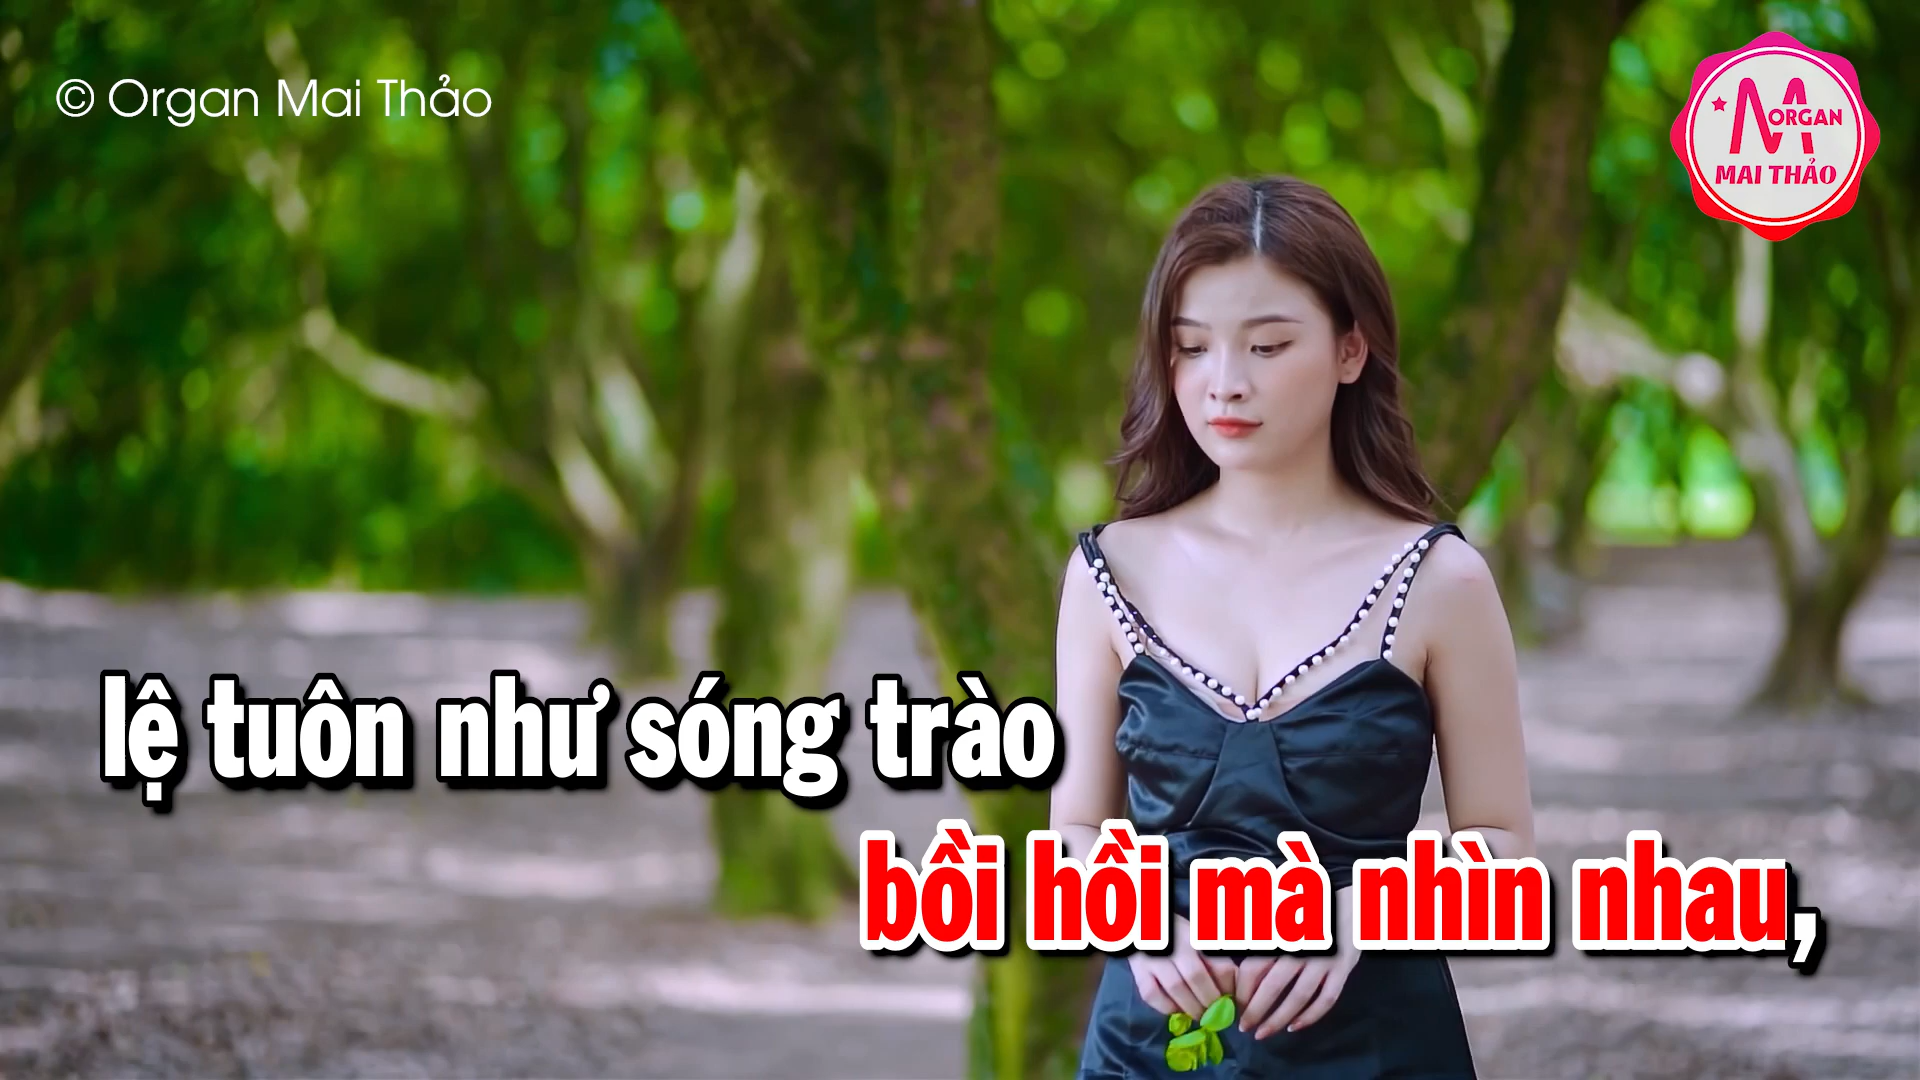 © Organ Mai Thảo
M ORGAN
MAI THẢO
lệ tuôn như sóng trào
bồi hồi mà nhìn nhau,